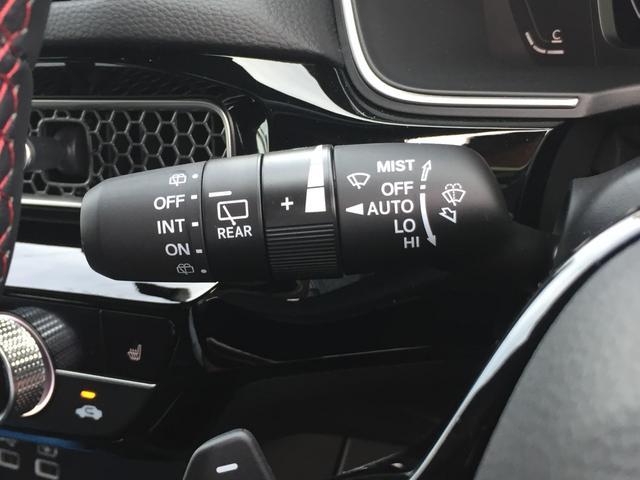 MIST
OFF
AUTO
LO
HI
+
OFF
INT
ON
REAR
C
-